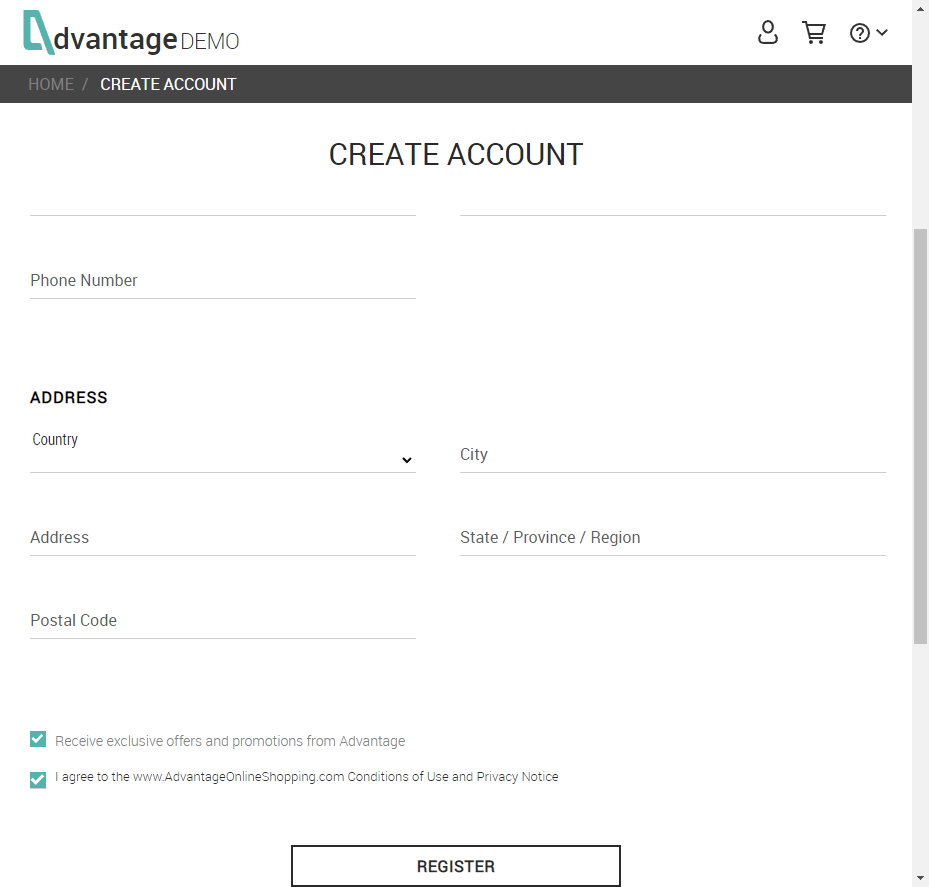 dvantage DEMO
HOME / CREATE ACCOUNT
CREATE ACCOUNT
Phone Number
ADDRESS
Country
City
Address
State / Province / Region
Postal Code
Receive exclusive offers and promotions from Advantage
I agree to the www.AdvantageOnlineShopping.com Conditions of Use and Privacy Notice
REGISTER